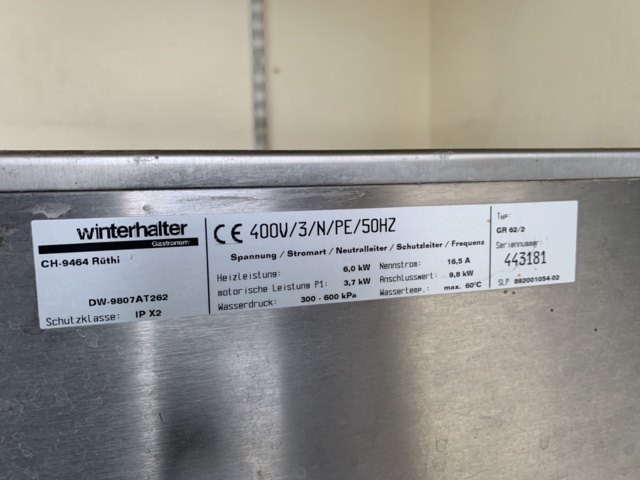 winterhalter
Gastronom
CH-9464 Rüthi
DW-9807AT262
Schutzklasse: IP X2
CE 400V/3/N/PE/50HZ
Spannung / Stromart / Neutralleiter / Schutzleiter / Frequenz
Heizleistung: 6,0 kW Nennstrom: 16,5 A
motorische Leistung P1: 3,7 kW Anschlusswert: 9,8 kW
Wasserdruck: 300 - 600 kPa Wassertemp.: max. 60°C
Typ:
GR 62/2
Seriennummer:
443181
SLP 892001054-02